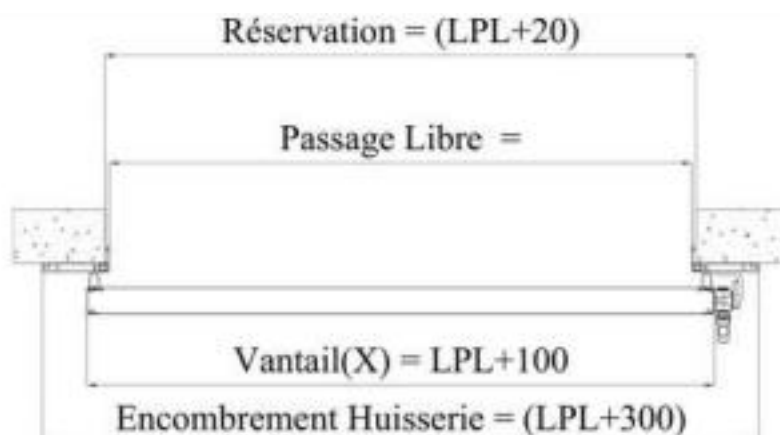 Réservation = (LPL+20)
Passage Libre =
Vantail(X) = LPL+100
Encombrement Huisserie = (LPL+300)